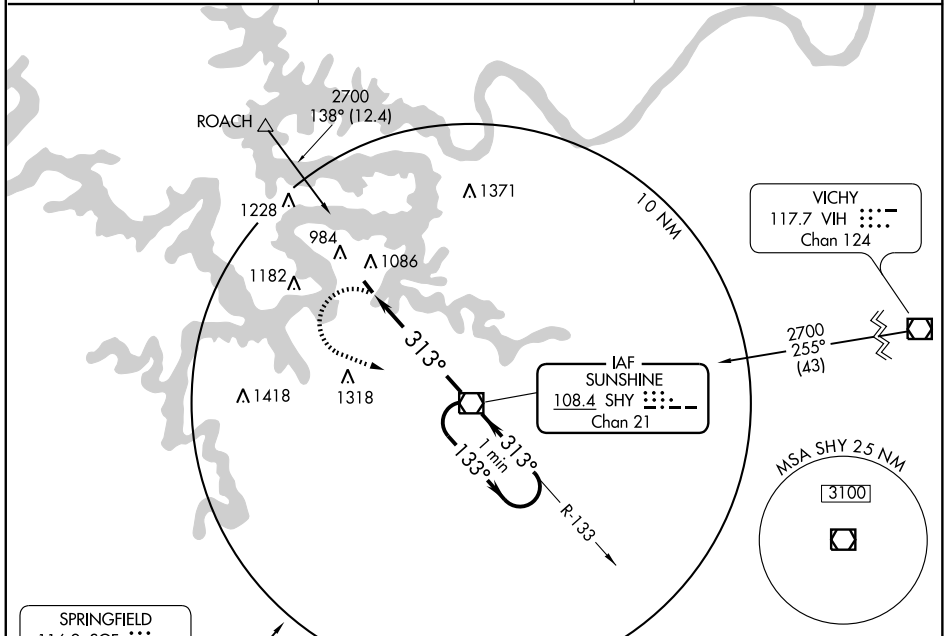 2700
138° (12.4)
ROACH
1371
1228
10 NM
VICHY
117.7 VIH
Chan 124
984
1086
1182
313°
2700
255°
(43)
IAF
SUNSHINE
108.4 SHY
Chan 21
1418
1318
313°
1 min
133°
R-133
MSA SHY 25 NM
3100
SPRINGFIELD